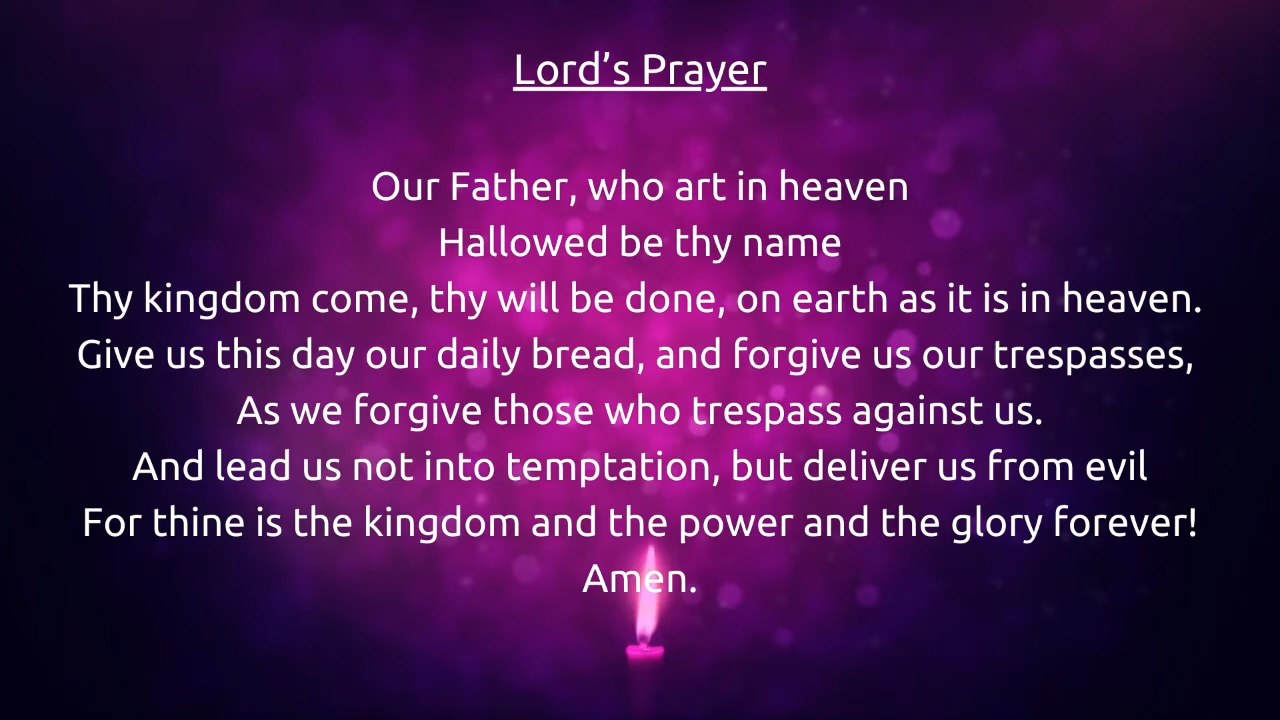 Lord’s Prayer
Our Father, who art in heaven
Hallowed be thy name
Thy kingdom come, thy will be done, on earth as it is in heaven.
Give us this day our daily bread, and forgive us our trespasses,
As we forgive those who trespass against us.
And lead us not into temptation, but deliver us from evil
For thine is the kingdom and the power and the glory forever!
Amen.